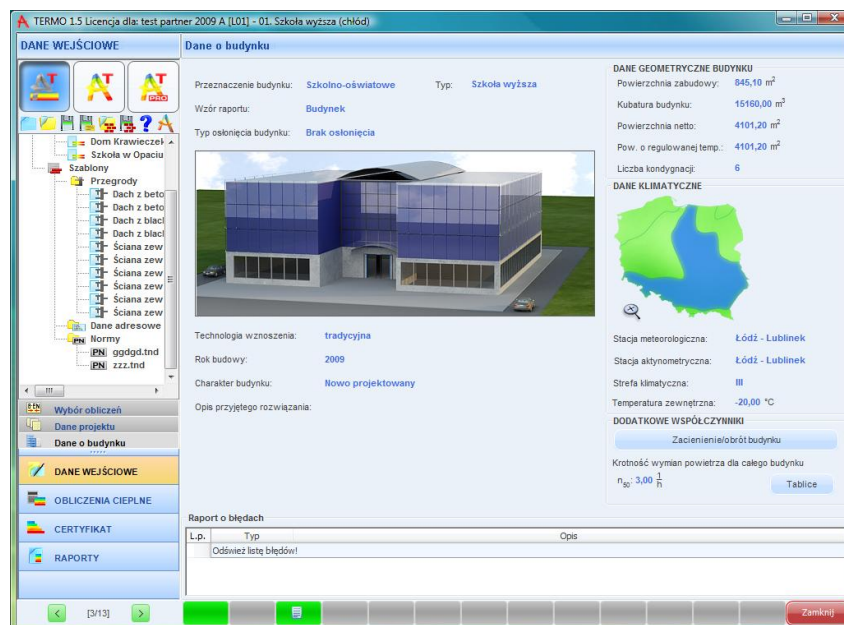 TERMO 1.5 Licencja dla: test partner 2009 A [L01] - 01. Szkoła wyższa (chłód)
DANE WEJŚCIOWE
Dane o budynku
Dom Krawieczek
Szkoła w Opaciu
Szablony
Przegrody
Dach z beto
Dach z beto
Dach z blac
Dach z blac
Ściana zew
Ściana zew
Ściana zew
Ściana zew
Ściana zew
Ściana zew
Dane adresowe
Normy
PN ggdgd.tnd
PN zzz.tnd
Wybór obliczeń
Dane projektu
Dane o budynku
DANE WEJŚCIOWE
OBLICZENIA CIEPLNE
CERTYFIKAT
RAPORTY
[3/13]
Przeznaczenie budynku: Szkolno-oświatowe Typ: Szkoła wyższa
Wzór raportu: Budynek
Typ osłonięcia budynku: Brak osłonięcia
Technologia wznoszenia: tradycyjna
Rok budowy: 2009
Charakter budynku: Nowo projektowany
Opis przyjętego rozwiązania:
DANE GEOMETRYCZNE BUDYNKU
Powierzchnia zabudowy: 845,10 m²
Kubatura budynku: 15160,00 m³
Powierzchnia netto: 4101,20 m²
Pow. o regulowanej temp.: 4101,20 m²
Liczba kondygnacji: 6
DANE KLIMATYCZNE
Stacja meteorologiczna: Łódź - Lublinek
Stacja aktynometryczna: Łódź - Lublinek
Strefa klimatyczna: III
Temperatura zewnętrzna: -20,00 °C
DODATKOWE WSPÓŁCZYNNIKI
Zacienienie/obrót budynku
Krotność wymian powietrza dla całego budynku
n50: 3,00 1/h
Tablice
Raport o błędach
L.p. Typ Opis
Odśwież listę błędów!
Zamknij